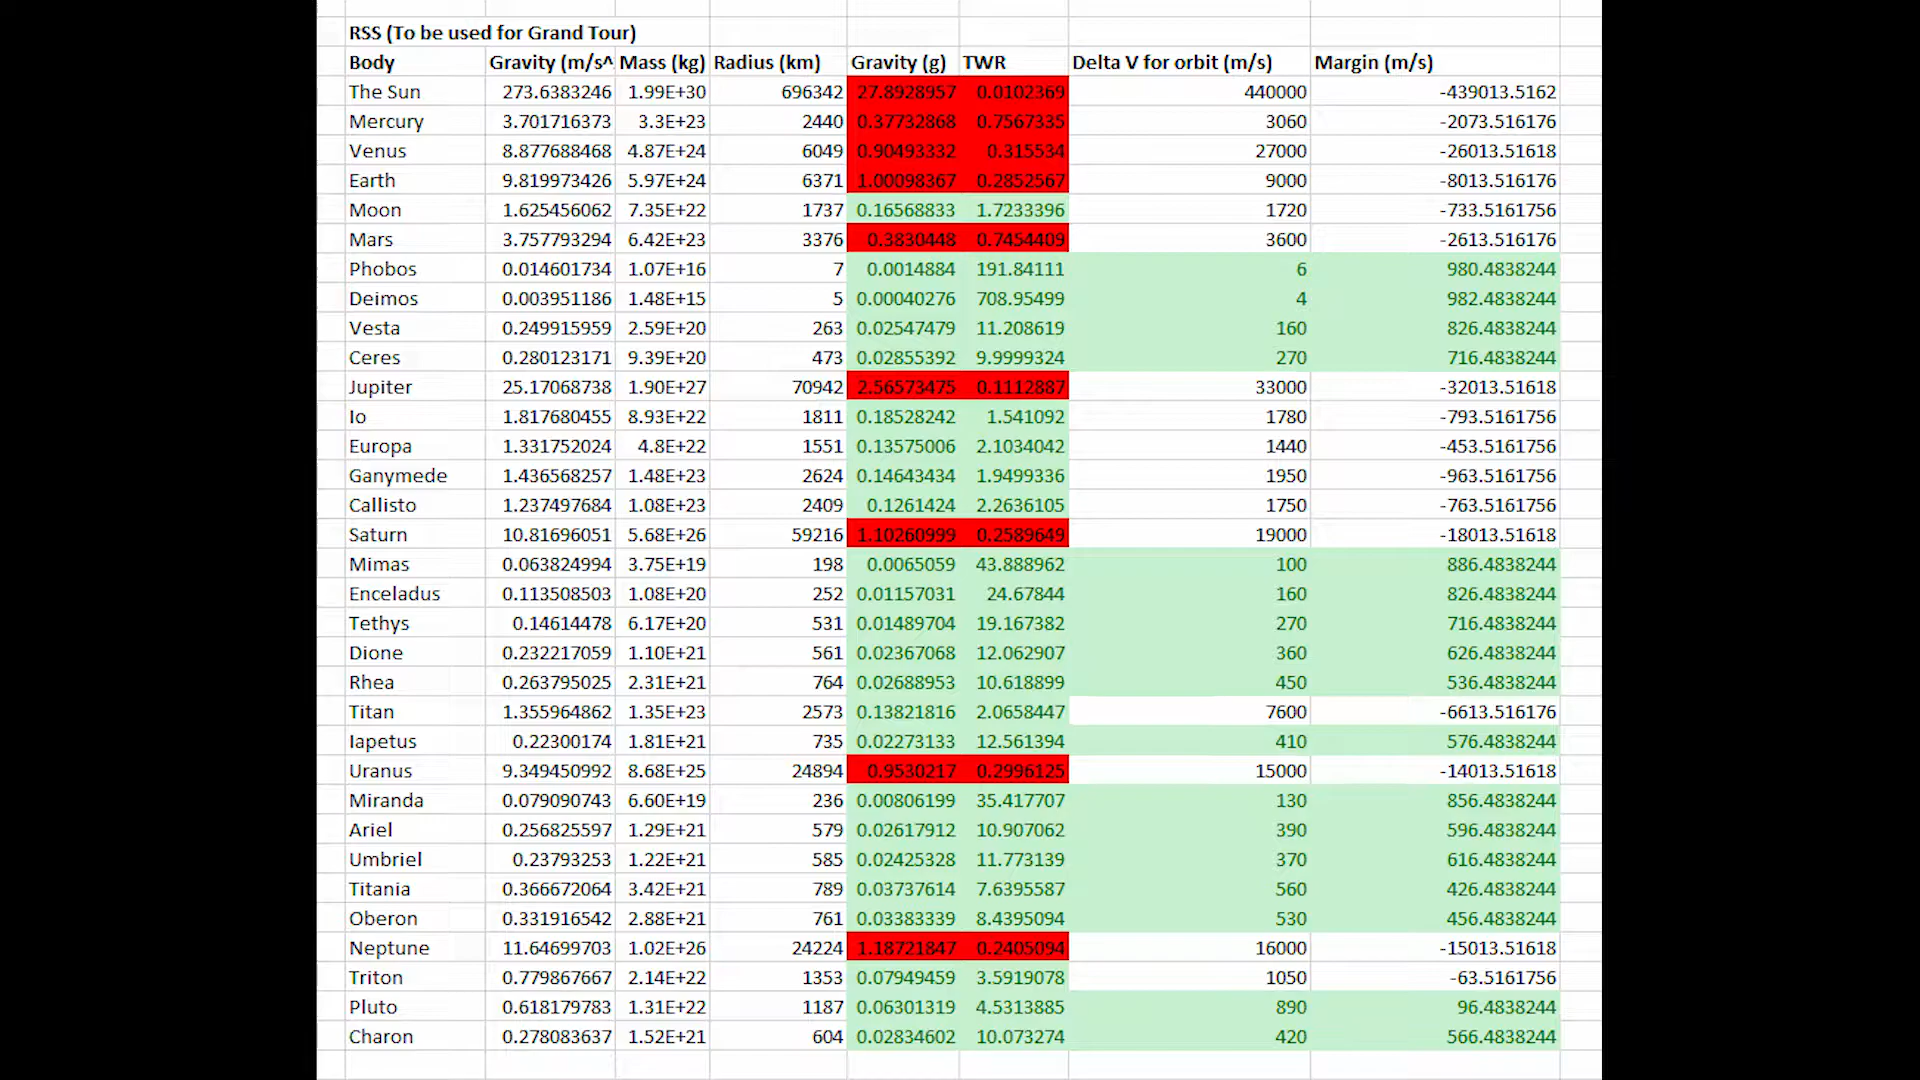 RSS (To be used for Grand Tour)
Body Gravity (m/s^ Mass (kg) Radius (km) Gravity (g) TWR Delta V for orbit (m/s) Margin (m/s)
The Sun 273.6383246 1.99E+30 696342 27.8928957 0.0102369 440000 -439013.5162
Mercury 3.701716373 3.3E+23 2440 0.37732868 0.7567335 3060 -2073.516176
Venus 8.877688468 4.87E+24 6049 0.90493332 0.315534 27000 -26013.51618
Earth 9.819973426 5.97E+24 6371 1.00098367 0.2852567 9000 -8013.516176
Moon 1.625456062 7.35E+22 1737 0.16568833 1.7233396 1720 -733.5161756
Mars 3.757793294 6.42E+23 3376 0.3830448 0.7454409 3600 -2613.516176
Phobos 0.014601734 1.07E+16 7 0.0014884 191.84111 6 980.4838244
Deimos 0.003951186 1.48E+15 5 0.00040276 708.95499 4 982.4838244
Vesta 0.249915959 2.59E+20 263 0.02547479 11.208619 160 826.4838244
Ceres 0.280123171 9.39E+20 473 0.02855392 9.9999324 270 716.4838244
Jupiter 25.17068738 1.90E+27 70942 2.56573475 0.1112887 33000 -32013.51618
Io 1.817680455 8.93E+22 1811 0.18528242 1.541092 1780 -793.5161756
Europa 1.331752024 4.8E+22 1551 0.13575006 2.1034042 1440 -453.5161756
Ganymede 1.436568257 1.48E+23 2624 0.14643434 1.9499336 1950 -963.5161756
Callisto 1.237497684 1.08E+23 2409 0.1261424 2.2636105 1750 -763.5161756
Saturn 10.81696051 5.68E+26 59216 1.10260999 0.2589649 19000 -18013.51618
Mimas 0.063824994 3.75E+19 198 0.0065059 43.888962 100 886.4838244
Enceladus 0.113508503 1.08E+20 252 0.01157031 24.67844 160 826.4838244
Tethys 0.14614478 6.17E+20 531 0.01489704 19.167382 270 716.4838244
Dione 0.232217059 1.10E+21 561 0.02367068 12.062907 360 626.4838244
Rhea 0.263795025 2.31E+21 764 0.02688953 10.618899 450 536.4838244
Titan 1.355964862 1.35E+23 2573 0.13821816 2.0658447 7600 -6613.516176
Iapetus 0.22300174 1.81E+21 735 0.02273133 12.561394 410 576.4838244
Uranus 9.349450992 8.68E+25 24894 0.9530217 0.2996125 15000 -14013.51618
Miranda 0.079090743 6.60E+19 236 0.00806199 35.417707 130 856.4838244
Ariel 0.256825597 1.29E+21 579 0.02617912 10.907062 390 596.4838244
Umbriel 0.23793253 1.22E+21 585 0.02425328 11.773139 370 616.4838244
Titania 0.366672064 3.42E+21 789 0.03737614 7.6395587 560 426.4838244
Oberon 0.331916542 2.88E+21 761 0.03383339 8.4395094 530 456.4838244
Neptune 11.64699703 1.02E+26 24224 1.18721847 0.2405094 16000 -15013.51618
Triton 0.779867667 2.14E+22 1353 0.07949459 3.5919078 1050 -63.5161756
Pluto 0.618179783 1.31E+22 1187 0.06301319 4.5313885 890 96.4838244
Charon 0.278083637 1.52E+21 604 0.02834602 10.073274 420 566.4838244